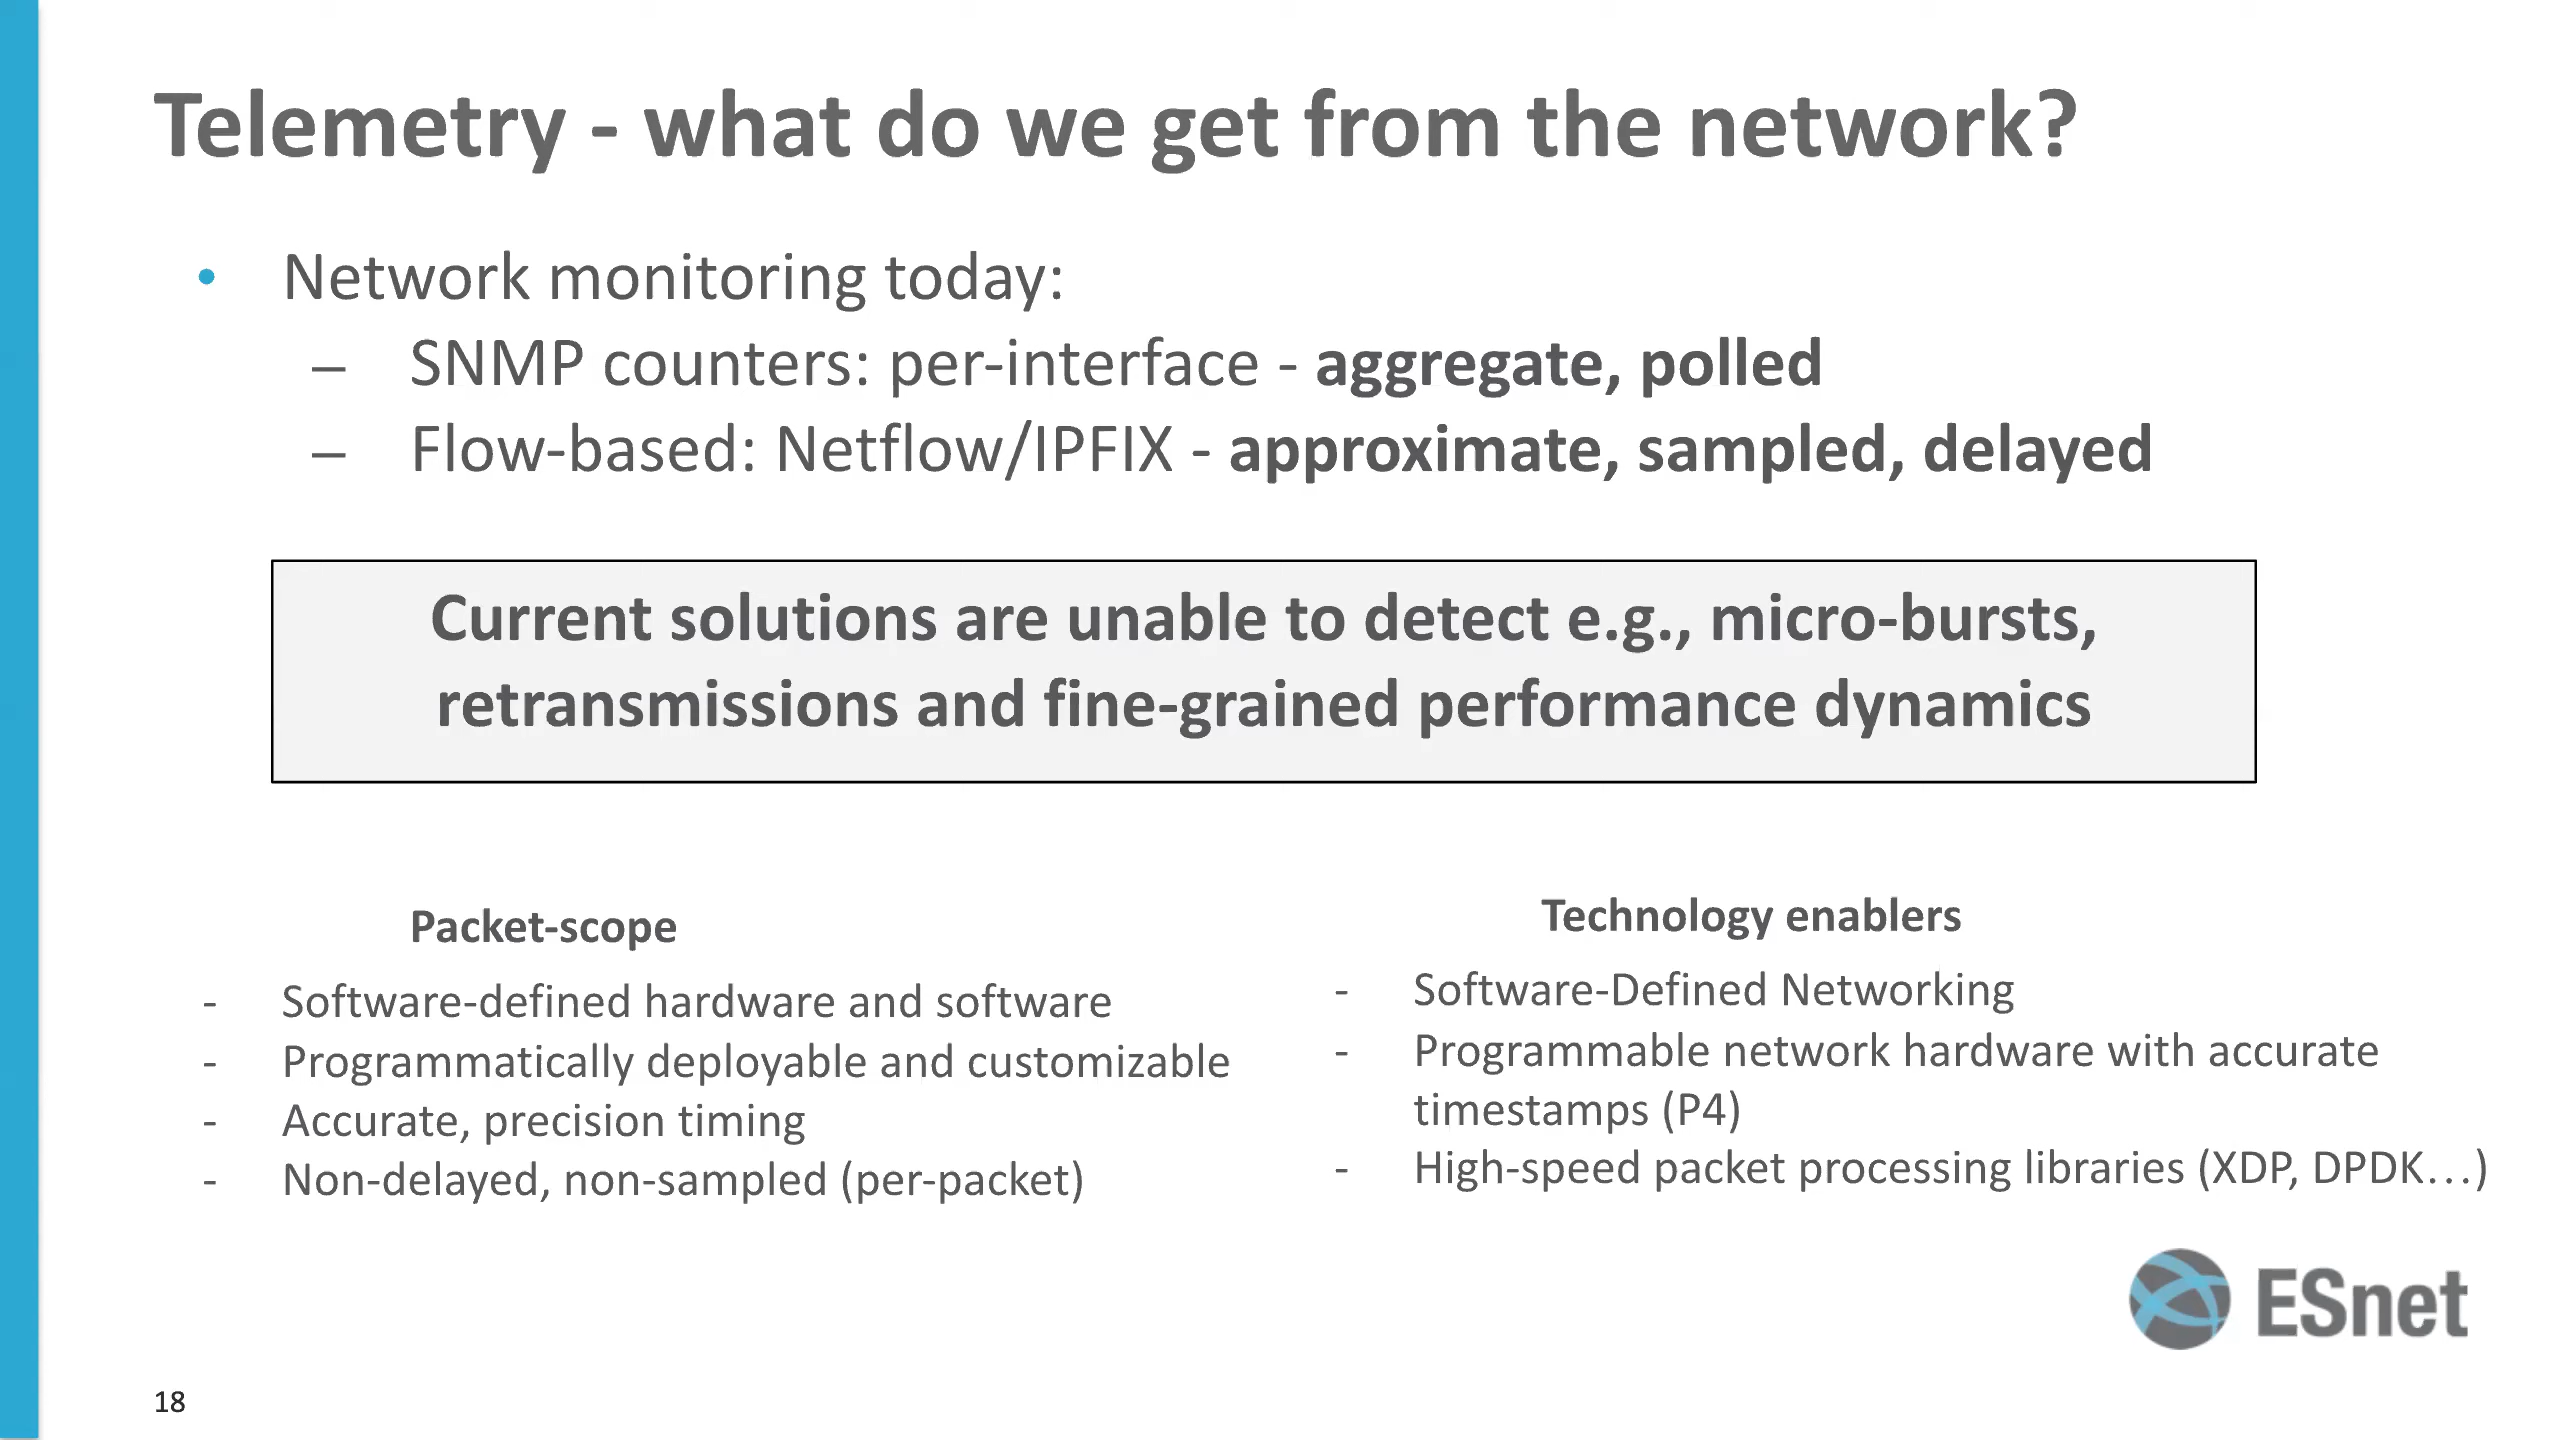 Telemetry - what do we get from the network?
• Network monitoring today:
– SNMP counters: per-interface - aggregate, polled
– Flow-based: Netflow/IPFIX - approximate, sampled, delayed
Current solutions are unable to detect e.g., micro-bursts,
retransmissions and fine-grained performance dynamics
Packet-scope
- Software-defined hardware and software
- Programmatically deployable and customizable
- Accurate, precision timing
- Non-delayed, non-sampled (per-packet)
Technology enablers
- Software-Defined Networking
- Programmable network hardware with accurate
timestamps (P4)
- High-speed packet processing libraries (XDP, DPDK…)
ESnet
18